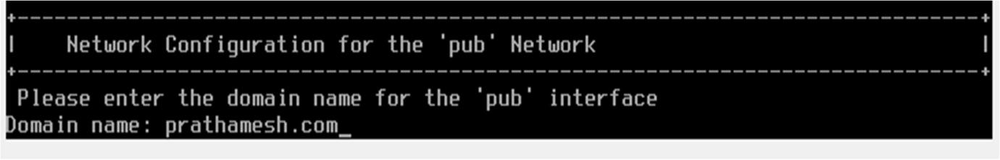 +------------------------------------------------------------------------------+
|    Network Configuration for the 'pub' Network                               |
+------------------------------------------------------------------------------+
Please enter the domain name for the 'pub' interface
Domain name: prathamesh.com_